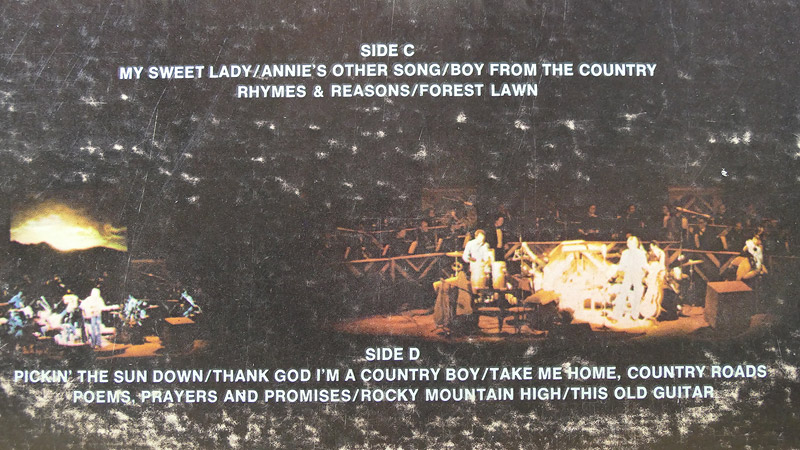 SIDE C
MY SWEET LADY/ANNIE'S OTHER SONG/BOY FROM THE COUNTRY
RHYMES & REASONS/FOREST LAWN
SIDE D
PICKIN' THE SUN DOWN/THANK GOD I'M A COUNTRY BOY/TAKE ME HOME, COUNTRY ROADS
POEMS, PRAYERS AND PROMISES/ROCKY MOUNTAIN HIGH/THIS OLD GUITAR